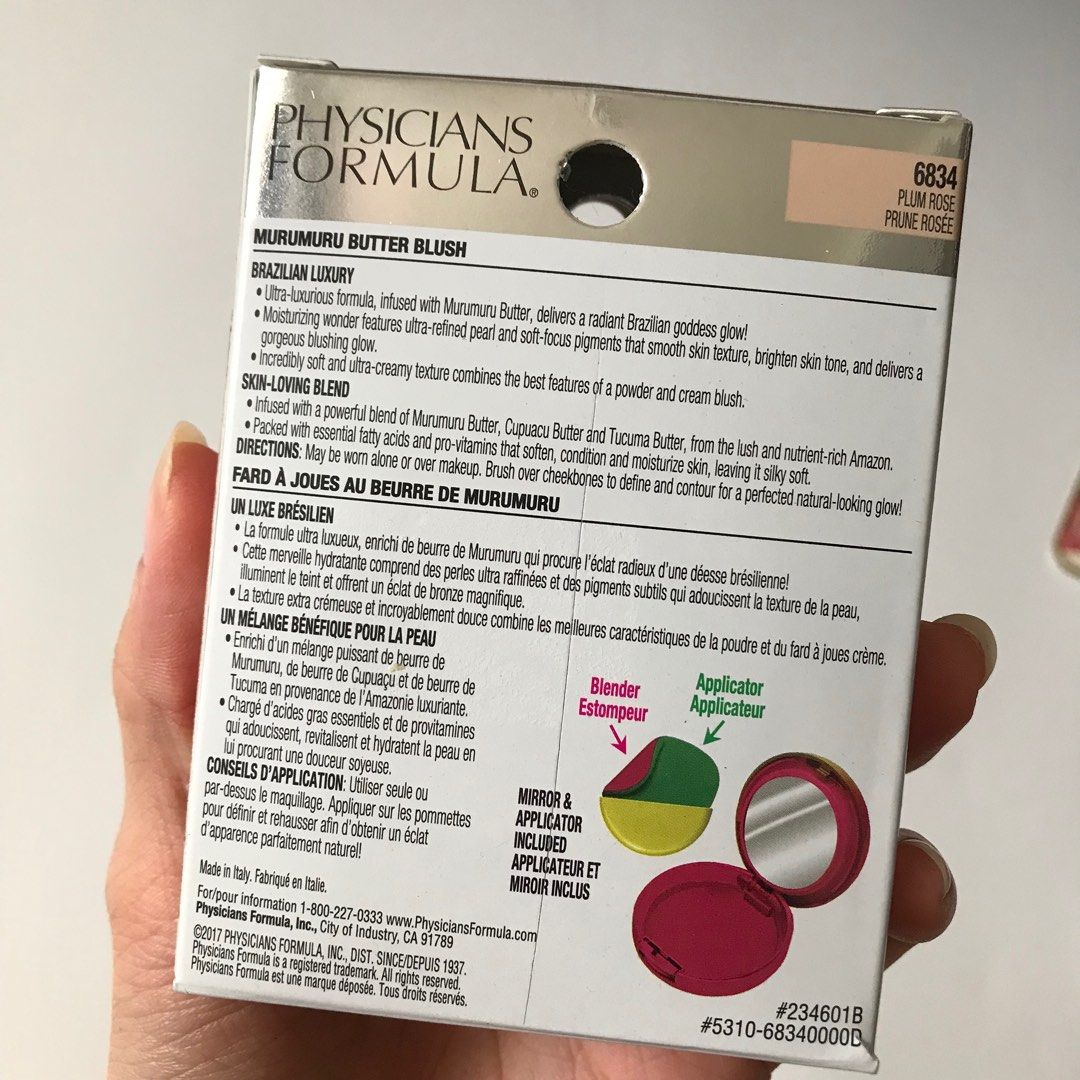 PHYSICIANS
FORMULA®
6834
PLUM ROSE
PRUNE ROSÉE
MURUMURU BUTTER BLUSH
BRAZILIAN LUXURY
• Ultra-luxurious formula, infused with Murumuru Butter, delivers a radiant Brazilian goddess glow!
• Moisturizing wonder features ultra-refined pearl and soft-focus pigments that smooth skin texture, brighten skin tone, and delivers a
gorgeous blushing glow.
• Incredibly soft and ultra-creamy texture combines the best features of a powder and cream blush.
SKIN-LOVING BLEND
• Infused with a powerful blend of Murumuru Butter, Cupuacu Butter and Tucuma Butter, from the lush and nutrient-rich Amazon.
• Packed with essential fatty acids and pro-vitamins that soften, condition and moisturize skin, leaving it silky soft.
DIRECTIONS: May be worn alone or over makeup. Brush over cheekbones to define and contour for a perfected natural-looking glow!
FARD À JOUES AU BEURRE DE MURUMURU
UN LUXE BRÉSILIEN
• La formule ultra luxueux, enrichi de beurre de Murumuru qui procure l'éclat radieux d'une déesse brésilienne!
• Cette merveille hydratante comprend des perles ultra raffinées et des pigments subtils qui adoucissent la texture de la peau,
illuminent le teint et offrent un éclat de bronze magnifique.
• La texture extra crémeuse et incroyablement douce combine les meilleures caractéristiques de la poudre et du fard à joues crème.
UN MÉLANGE BÉNÉFIQUE POUR LA PEAU
• Enrichi d'un mélange puissant de beurre de
Murumuru, de beurre de Cupuaçu et de beurre de
Tucuma en provenance de l'Amazonie luxuriante.
• Chargé d'acides gras essentiels et de provitamines
qui adoucissent, revitalisent et hydratent la peau en
lui procurant une douceur soyeuse.
CONSEILS D'APPLICATION: Utiliser seule ou
par-dessus le maquillage. Appliquer sur les pommettes
pour définir et rehausser afin d'obtenir un éclat
d'apparence parfaitement naturel!
Blender
Estompeur
Applicator
Applicateur
MIRROR &
APPLICATOR
INCLUDED
APPLICATEUR ET
MIROIR INCLUS
Made in Italy. Fabriqué en Italie.
For/pour information 1-800-227-0333 www.PhysiciansFormula.com
Physicians Formula, Inc., City of Industry, CA 91789
©2017 PHYSICIANS FORMULA, INC., DIST. SINCE/DEPUIS 1937.
Physicians Formula is a registered trademark. All rights reserved.
Physicians Formula est une marque déposée. Tous droits réservés.
#234601B
#5310-68340000D